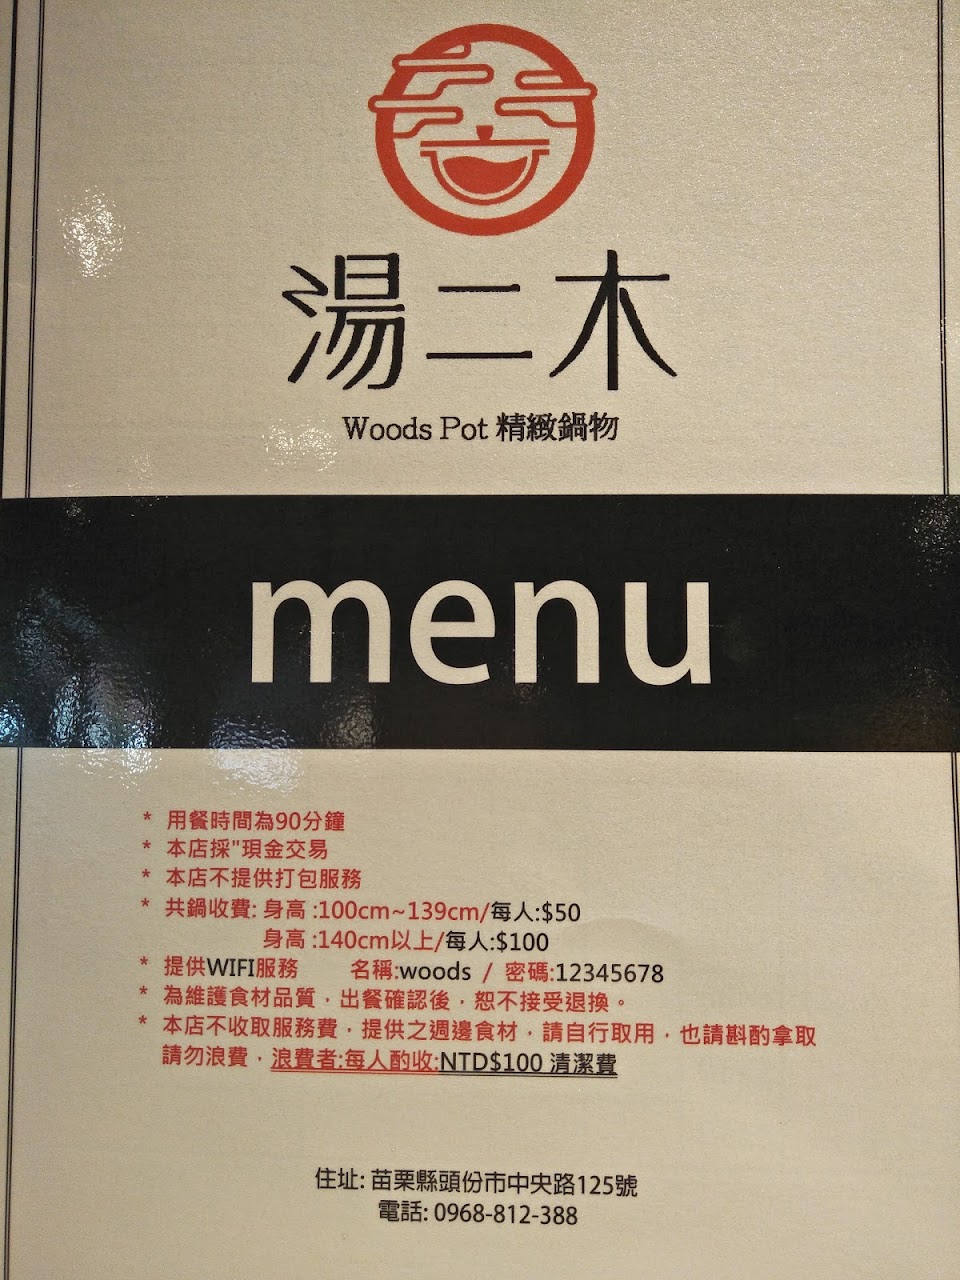 湯二木
Woods Pot 精緻鍋物
menu
* 用餐時間為90分鐘
* 本店採"現金交易
* 本店不提供打包服務
* 共鍋收費: 身高 :100cm~139cm/每人:$50
身高 :140cm以上/每人:$100
* 提供WIFI服務 名稱:woods / 密碼:12345678
* 為維護食材品質，出餐確認後，恕不接受退換。
* 本店不收取服務費，提供之週邊食材，請自行取用，也請斟酌拿取
請勿浪費，浪費者:每人酌收:NTD$100 清潔費
住址: 苗栗縣頭份市中央路125號
電話: 0968-812-388